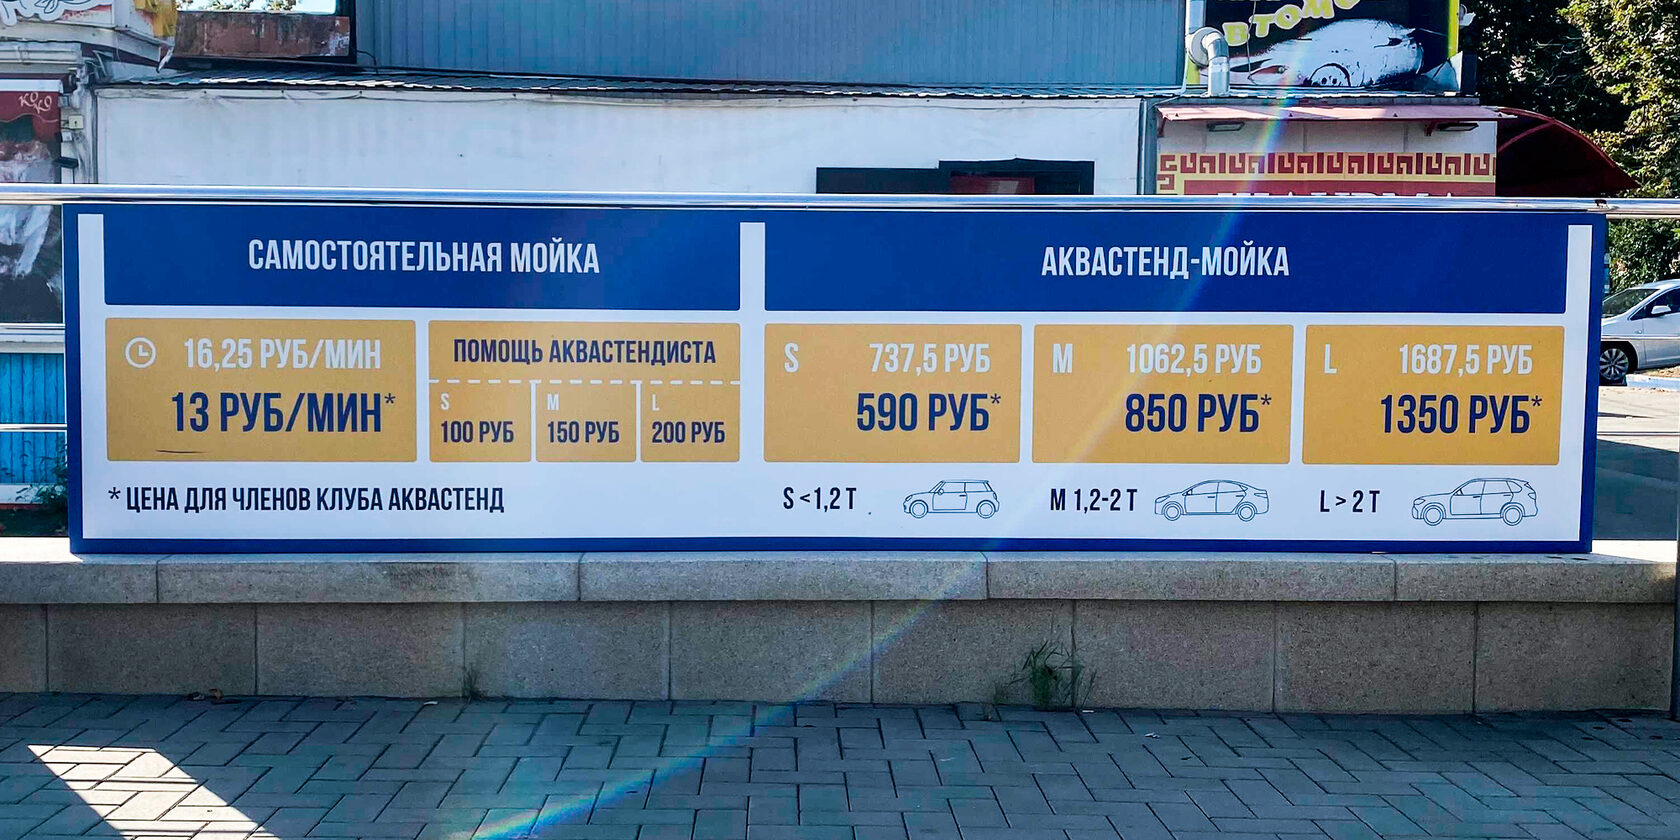 КОКО
САМОСТОЯТЕЛЬНАЯ МОЙКА
16,25 РУБ/МИН
13 РУБ/МИН*
ПОМОЩЬ АКВАСТЕНДИСТА
S
100 РУБ
M
150 РУБ
L
200 РУБ
* ЦЕНА ДЛЯ ЧЛЕНОВ КЛУБА АКВАСТЕНД
АКВАСТЕНД-МОЙКА
S 737,5 РУБ
590 РУБ*
M 1062,5 РУБ
850 РУБ*
L 1687,5 РУБ
1350 РУБ*
S <1,2 Т
M 1,2-2 Т
L > 2 Т